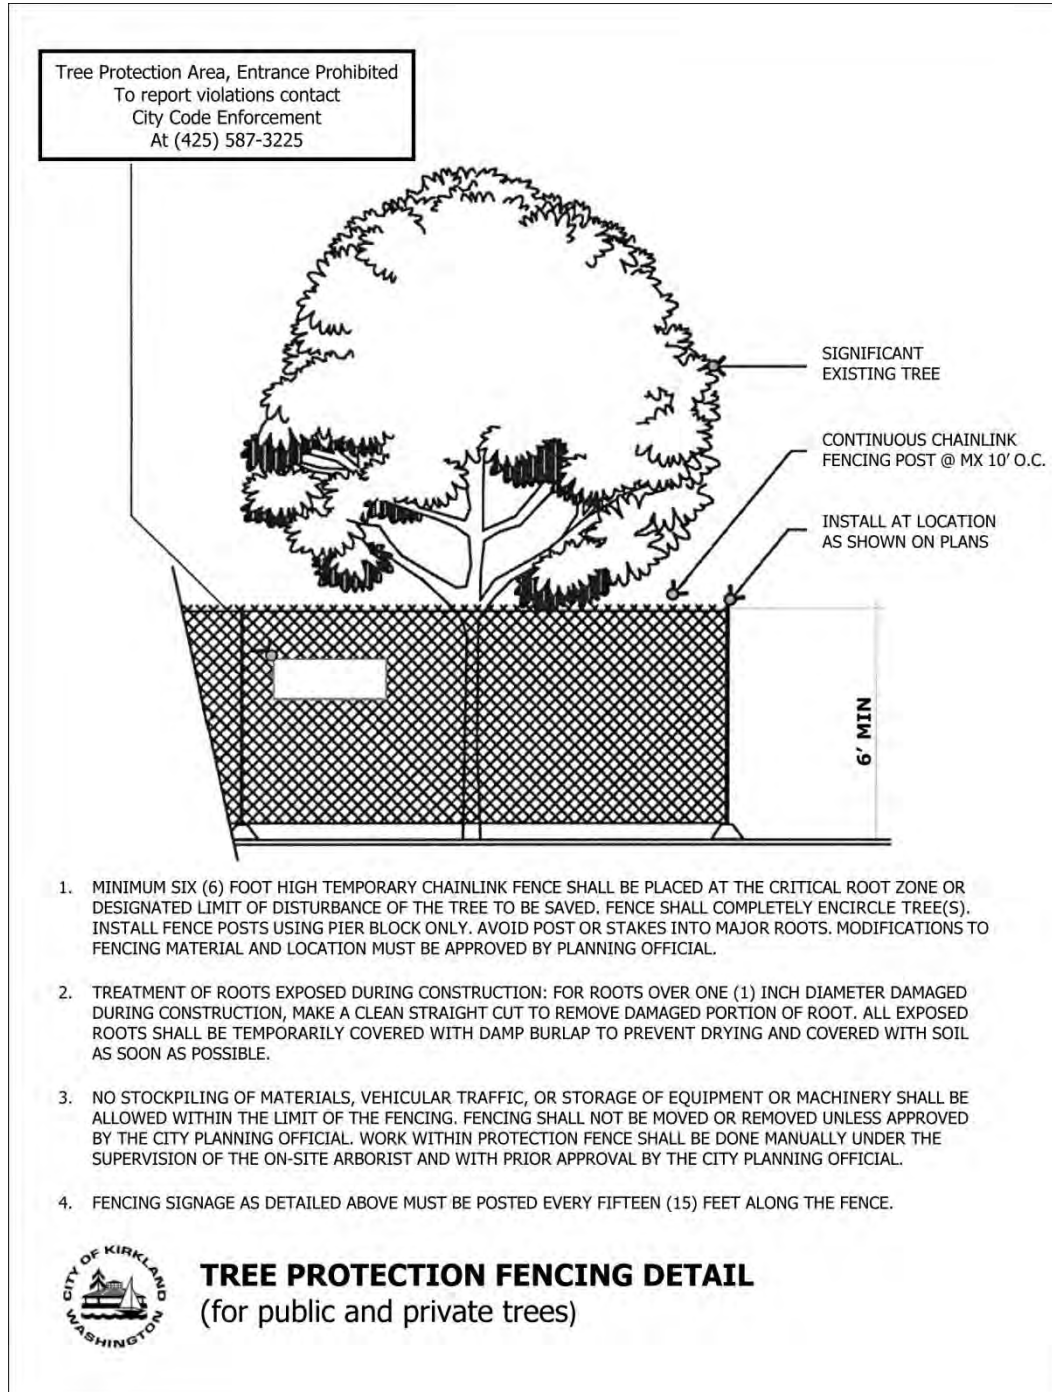 Tree Protection Area, Entrance Prohibited
To report violations contact
City Code Enforcement
At (425) 587-3225
SIGNIFICANT
EXISTING TREE
CONTINUOUS CHAINLINK
FENCING POST @ MX 10’ O.C.
INSTALL AT LOCATION
AS SHOWN ON PLANS
6’ MIN
1. MINIMUM SIX (6) FOOT HIGH TEMPORARY CHAINLINK FENCE SHALL BE PLACED AT THE CRITICAL ROOT ZONE OR
DESIGNATED LIMIT OF DISTURBANCE OF THE TREE TO BE SAVED. FENCE SHALL COMPLETELY ENCIRCLE TREE(S).
INSTALL FENCE POSTS USING PIER BLOCK ONLY. AVOID POST OR STAKES INTO MAJOR ROOTS. MODIFICATIONS TO
FENCING MATERIAL AND LOCATION MUST BE APPROVED BY PLANNING OFFICIAL.
2. TREATMENT OF ROOTS EXPOSED DURING CONSTRUCTION: FOR ROOTS OVER ONE (1) INCH DIAMETER DAMAGED
DURING CONSTRUCTION, MAKE A CLEAN STRAIGHT CUT TO REMOVE DAMAGED PORTION OF ROOT. ALL EXPOSED
ROOTS SHALL BE TEMPORARILY COVERED WITH DAMP BURLAP TO PREVENT DRYING AND COVERED WITH SOIL
AS SOON AS POSSIBLE.
3. NO STOCKPILING OF MATERIALS, VEHICULAR TRAFFIC, OR STORAGE OF EQUIPMENT OR MACHINERY SHALL BE
ALLOWED WITHIN THE LIMIT OF THE FENCING. FENCING SHALL NOT BE MOVED OR REMOVED UNLESS APPROVED
BY THE CITY PLANNING OFFICIAL. WORK WITHIN PROTECTION FENCE SHALL BE DONE MANUALLY UNDER THE
SUPERVISION OF THE ON-SITE ARBORIST AND WITH PRIOR APPROVAL BY THE CITY PLANNING OFFICIAL.
4. FENCING SIGNAGE AS DETAILED ABOVE MUST BE POSTED EVERY FIFTEEN (15) FEET ALONG THE FENCE.
CITY OF KIRKLAND
WASHINGTON
TREE PROTECTION FENCING DETAIL
(for public and private trees)